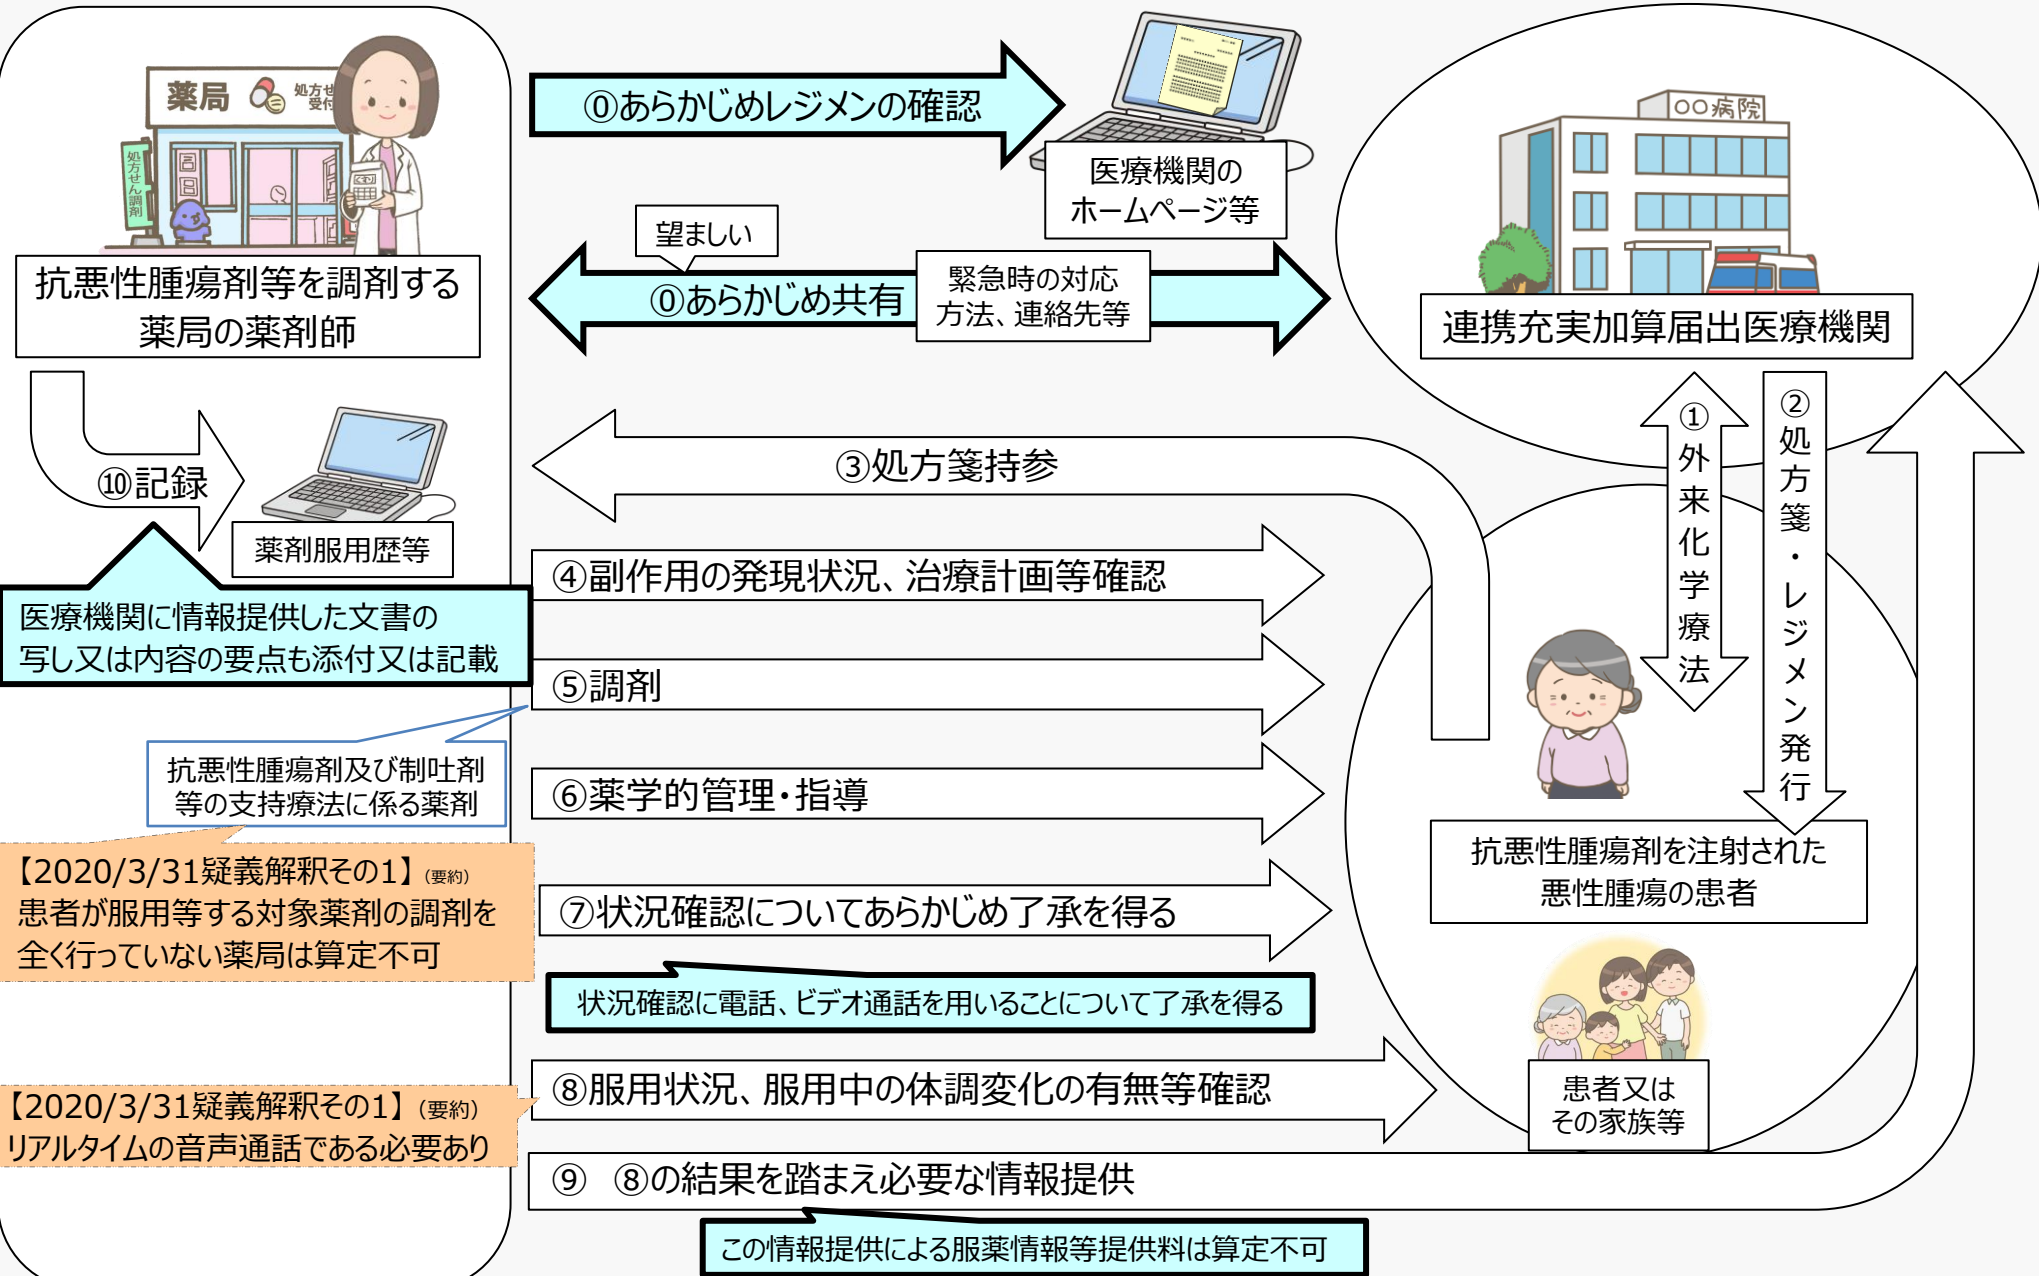 薬局
処方せ
受付
処方せん調剤
くすり
抗悪性腫瘍剤等を調剤する
薬局の薬剤師
⓪あらかじめレジメンの確認
医療機関の
ホームページ等
望ましい
⓪あらかじめ共有
緊急時の対応
方法、連絡先等
○○病院
連携充実加算届出医療機関
①外来化学療法
②処方箋・レジメン発行
③処方箋持参
⑩記録
薬剤服用歴等
医療機関に情報提供した文書の
写し又は内容の要点も添付又は記載
④副作用の発現状況、治療計画等確認
⑤調剤
抗悪性腫瘍剤及び制吐剤
等の支持療法に係る薬剤
⑥薬学的管理・指導
抗悪性腫瘍剤を注射された
悪性腫瘍の患者
【2020/3/31疑義解釈その1】(要約)
患者が服用等する対象薬剤の調剤を
全く行っていない薬局は算定不可
⑦状況確認についてあらかじめ了承を得る
状況確認に電話、ビデオ通話を用いることについて了承を得る
⑧服用状況、服用中の体調変化の有無等確認
患者又は
その家族等
【2020/3/31疑義解釈その1】(要約)
リアルタイムの音声通話である必要あり
⑨　⑧の結果を踏まえ必要な情報提供
この情報提供による服薬情報等提供料は算定不可